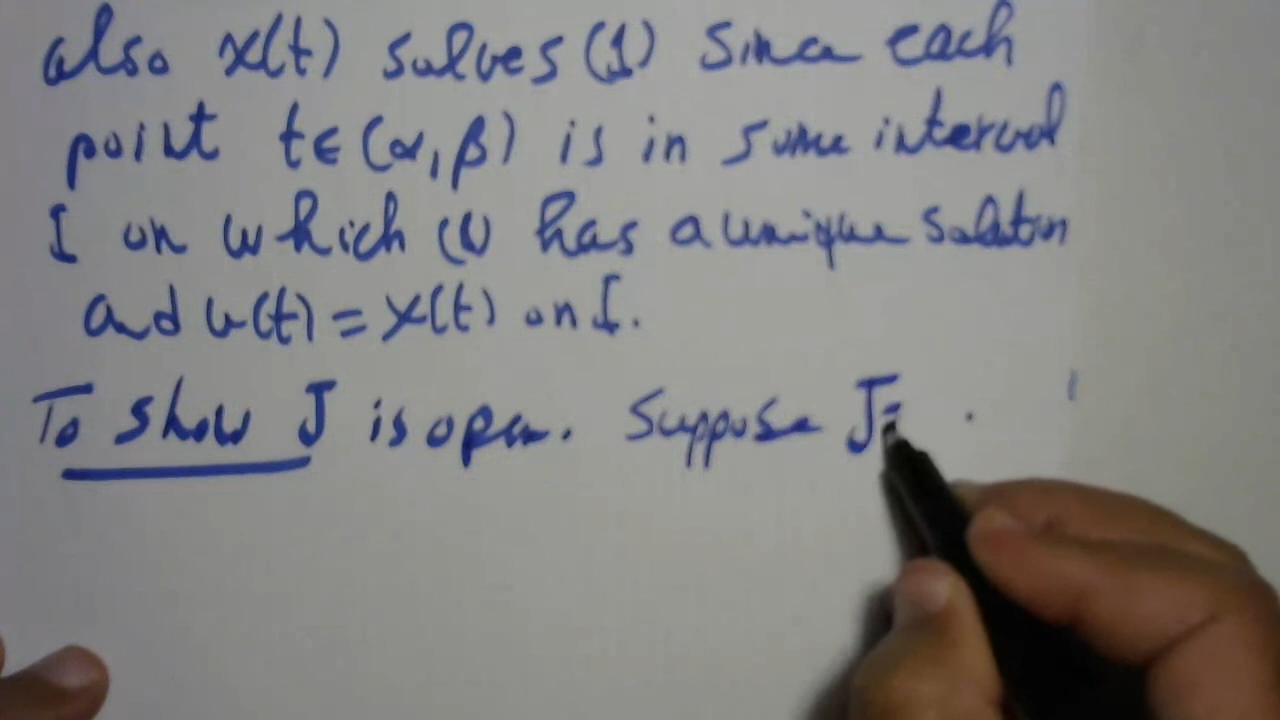 also x(t) solves (1) since each
point t∈(α,β) is in some interval
I on which (1) has a unique solution
and u(t) = x(t) on I.
To show J is open. Suppose J=